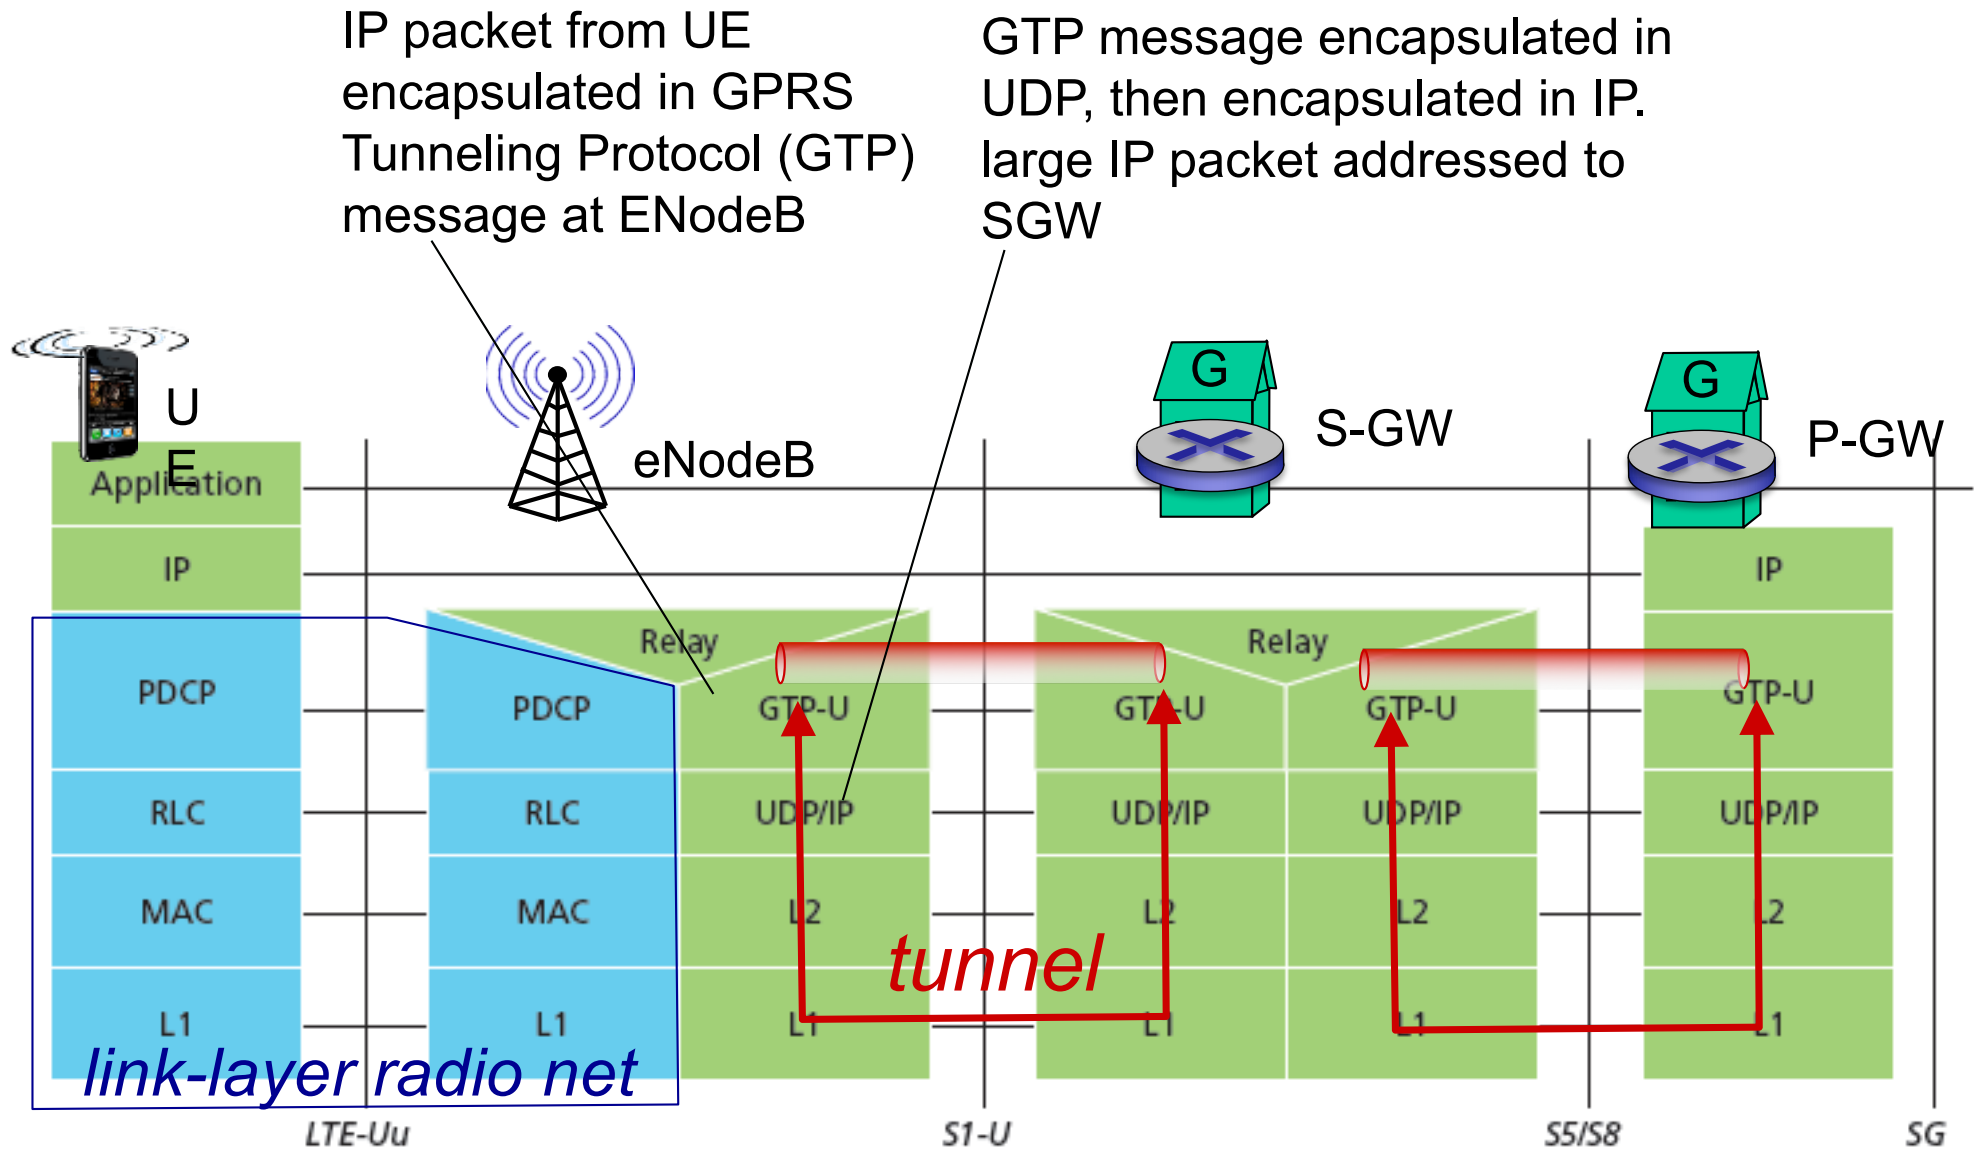 IP packet from UE
encapsulated in GPRS
Tunneling Protocol (GTP)
message at ENodeB
GTP message encapsulated in
UDP, then encapsulated in IP.
large IP packet addressed to
SGW
U
E
eNodeB
G
S-GW
G
P-GW
Application
IP
IP
Relay
Relay
PDCP
PDCP
GTP-U
GTP-U
GTP-U
GTP-U
RLC
RLC
UDP/IP
UDP/IP
UDP/IP
UDP/IP
MAC
MAC
L2
L2
L2
L2
tunnel
L1
L1
L1
L1
L1
L1
link-layer radio net
LTE-Uu
S1-U
S5/S8
SG